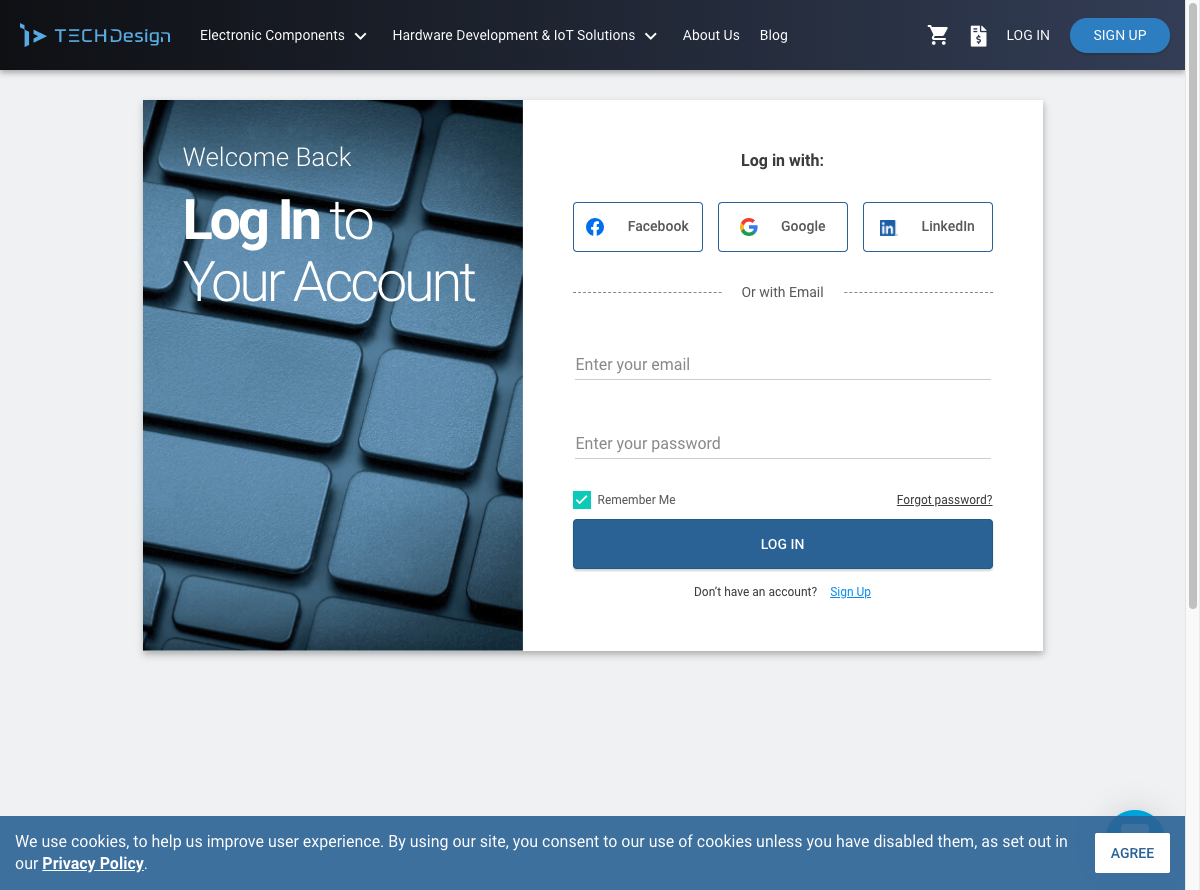 TECHDesign
Electronic Components
Hardware Development & IoT Solutions
About Us
Blog
LOG IN
SIGN UP
Welcome Back
Log In to
Your Account
Log in with:
Facebook
Google
LinkedIn
Or with Email
Enter your email
Enter your password
Remember Me
Forgot password?
LOG IN
Don't have an account? Sign Up
We use cookies, to help us improve user experience. By using our site, you consent to our use of cookies unless you have disabled them, as set out in
our Privacy Policy.
AGREE